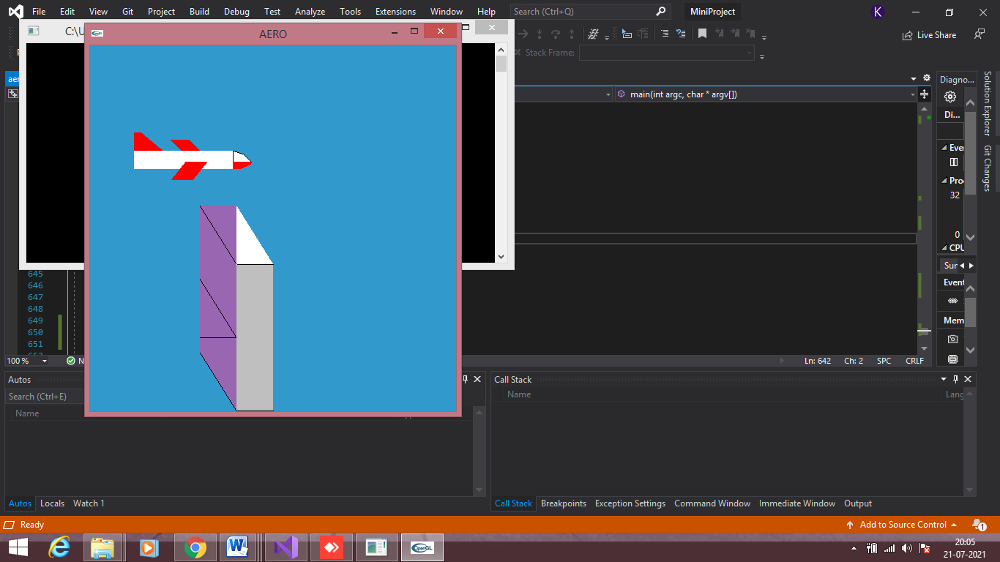 File Edit View Git Project Build Debug Test Analyze Tools Extensions Window Help Search (Ctrl+Q) MiniProject K
C:\U
AERO
Live Share
Stack Frame:
aer
main(int argc, char * argv[])
Diagno...
Di...
Solution Explorer
Git Changes
Eve
Pro
32
0
CPU
Sur
Event
Mem
645
646
647
648
649
650
651
100 %
N
Ln: 642 Ch: 2 SPC CRLF
Autos
Search (Ctrl+E)
Name
Call Stack
Name Lang
Autos Locals Watch 1
Call Stack Breakpoints Exception Settings Command Window Immediate Window Output
Ready
Add to Source Control
1
OpenGL
20:05
21-07-2021